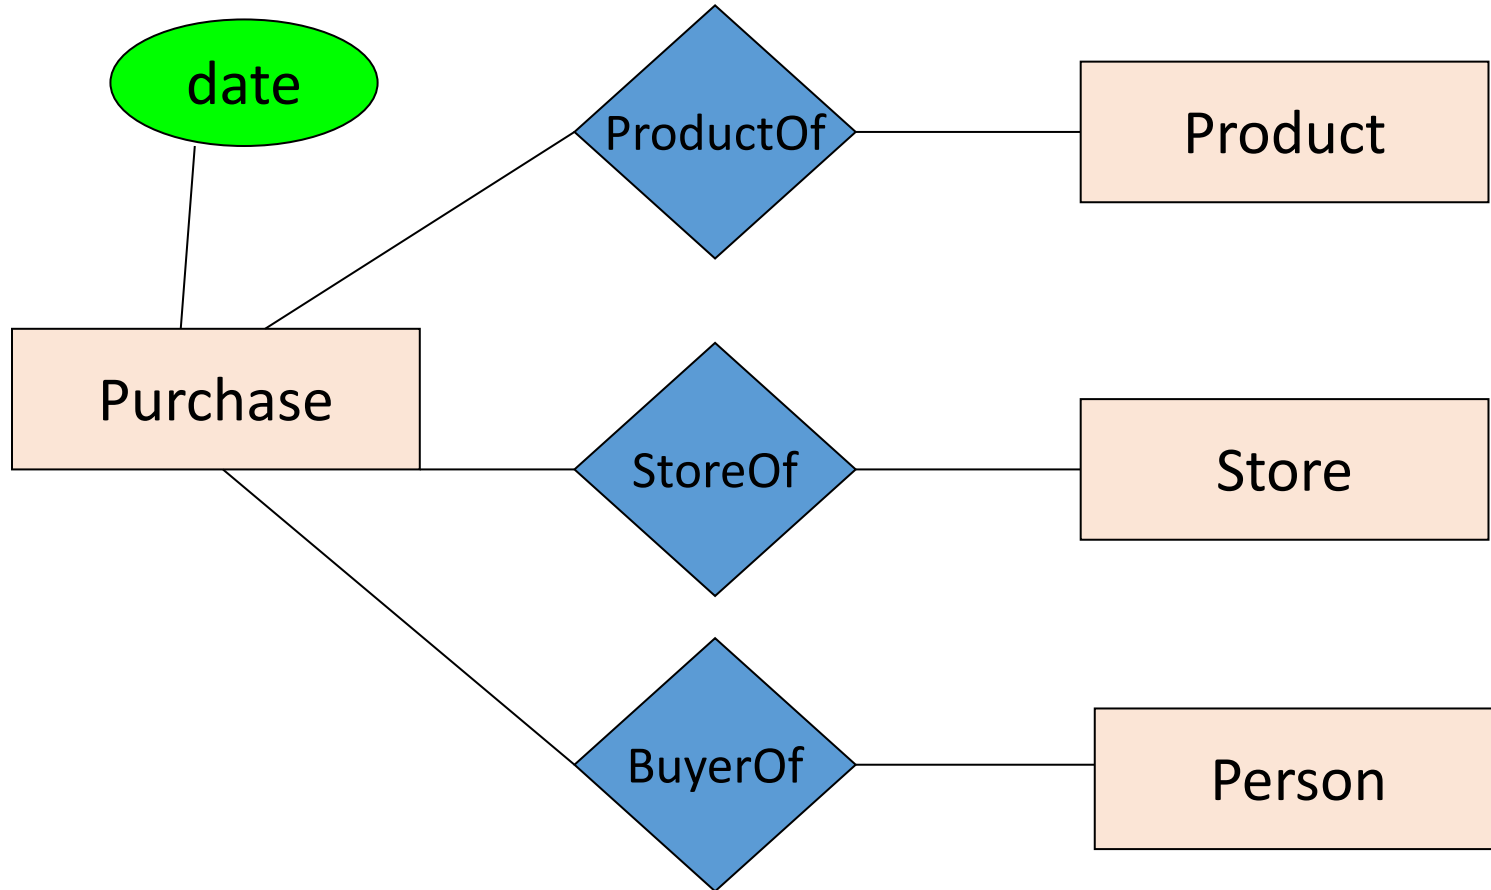 date
ProductOf
Product
Purchase
StoreOf
Store
BuyerOf
Person